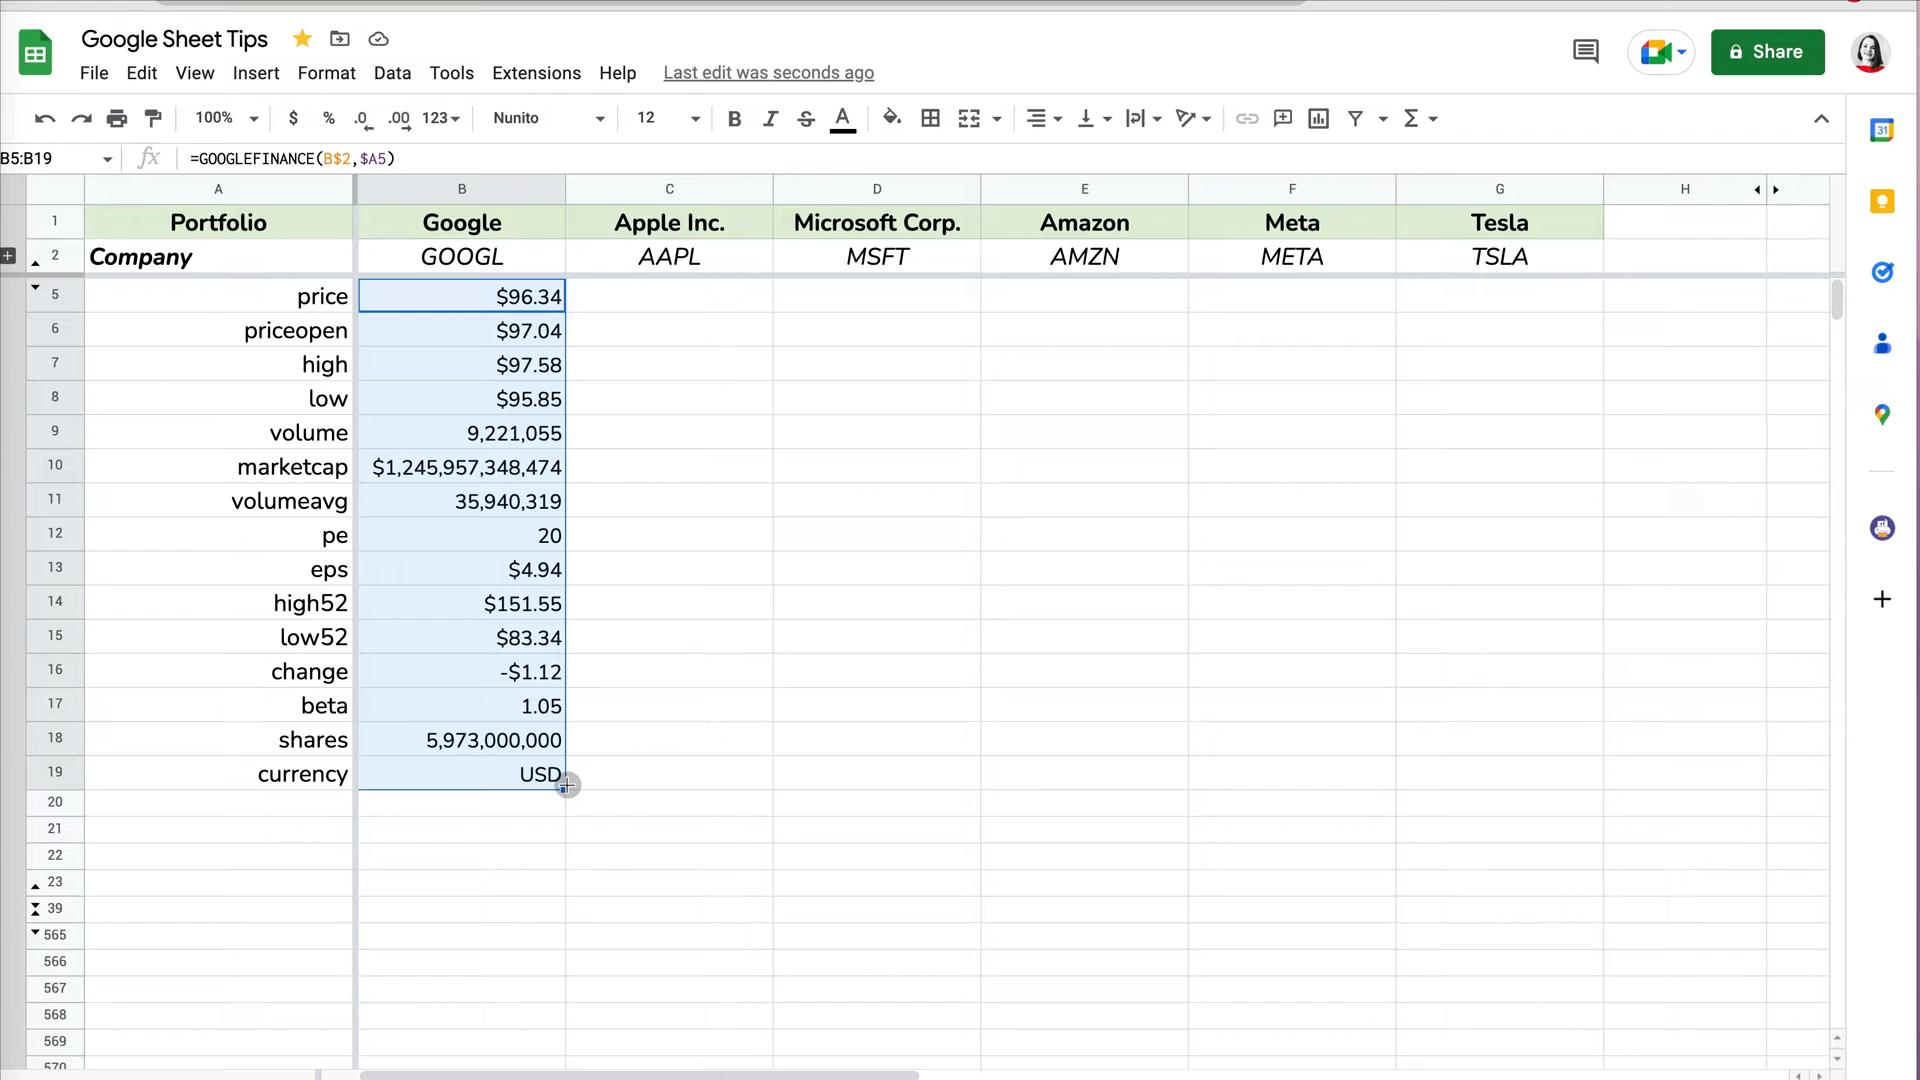 Google Sheet Tips
File Edit View Insert Format Data Tools Extensions Help Last edit was seconds ago
Share
100% $ % .0 .00 123 Nunito 12 B I S A Σ
B5:B19 fx =GOOGLEFINANCE(B$2,$A5)
A B C D E F G H
1 Portfolio Google Apple Inc. Microsoft Corp. Amazon Meta Tesla
2 Company GOOGL AAPL MSFT AMZN META TSLA
5 price $96.34
6 priceopen $97.04
7 high $97.58
8 low $95.85
9 volume 9,221,055
10 marketcap $1,245,957,348,474
11 volumeavg 35,940,319
12 pe 20
13 eps $4.94
14 high52 $151.55
15 low52 $83.34
16 change -$1.12
17 beta 1.05
18 shares 5,973,000,000
19 currency USD
20
21
22
23
39
565
566
567
568
569
570
31